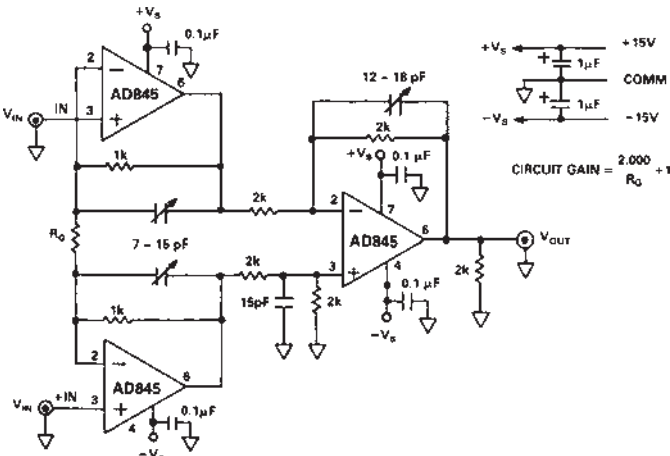 +Vs
0.1μF
2
7
6
AD845
VIN
IN
3
1k
2k
RG
7 – 15 pF
2k
15pF
2k
1k
2
6
AD845
VIN
+IN
3
4
0.1μF
12 – 18 pF
2k
+Vs
0.1 μF
2
7
6
AD845
3
4
0.1 μF
-Vs
VOUT
2k
+Vs
+15V
1μF
COMM
1μF
-Vs
-15V
CIRCUIT GAIN = 2.000 / RG + 1